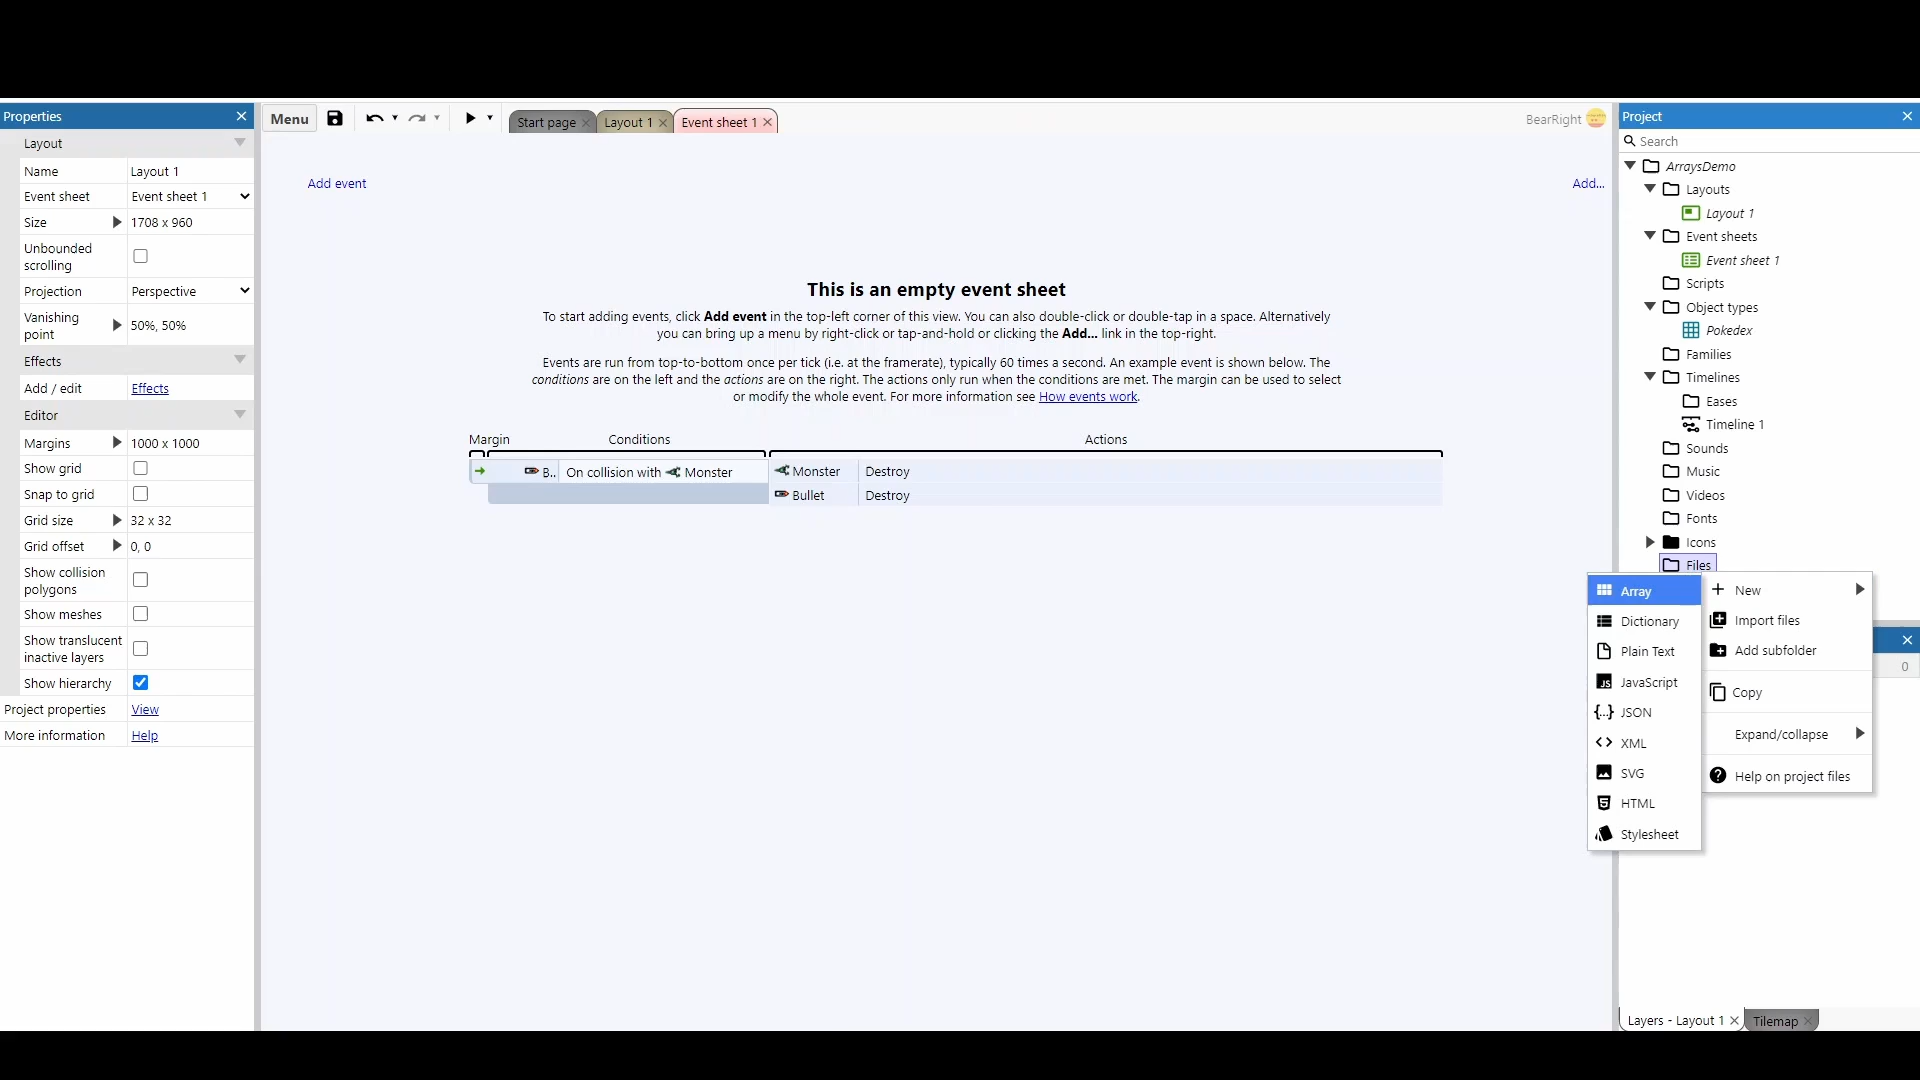 Properties
Layout
Name Layout 1
Event sheet Event sheet 1
Size 1708 x 960
Unbounded
scrolling
Projection Perspective
Vanishing
point 50%, 50%
Effects
Add / edit Effects
Editor
Margins 1000 x 1000
Show grid
Snap to grid
Grid size 32 x 32
Grid offset 0, 0
Show collision
polygons
Show meshes
Show translucent
inactive layers
Show hierarchy
Project properties View
More information Help
Menu
Start page
Layout 1
Event sheet 1
BearRight
Add event
Add...
This is an empty event sheet
To start adding events, click Add event in the top-left corner of this view. You can also double-click or double-tap in a space. Alternatively
you can bring up a menu by right-click or tap-and-hold or clicking the Add... link in the top-right.
Events are run from top-to-bottom once per tick (i.e. at the framerate), typically 60 times a second. An example event is shown below. The
conditions are on the left and the actions are on the right. The actions only run when the conditions are met. The margin can be used to select
or modify the whole event. For more information see How events work.
Margin Conditions Actions
B.. On collision with Monster Monster Destroy
Bullet Destroy
Project
Search
ArraysDemo
Layouts
Layout 1
Event sheets
Event sheet 1
Scripts
Object types
Pokedex
Families
Timelines
Eases
Timeline 1
Sounds
Music
Videos
Fonts
Icons
Files
Array
Dictionary
Plain Text
JavaScript
JSON
XML
SVG
HTML
Stylesheet
New
Import files
Add subfolder
Copy
Expand/collapse
Help on project files
0
Layers - Layout 1
Tilemap